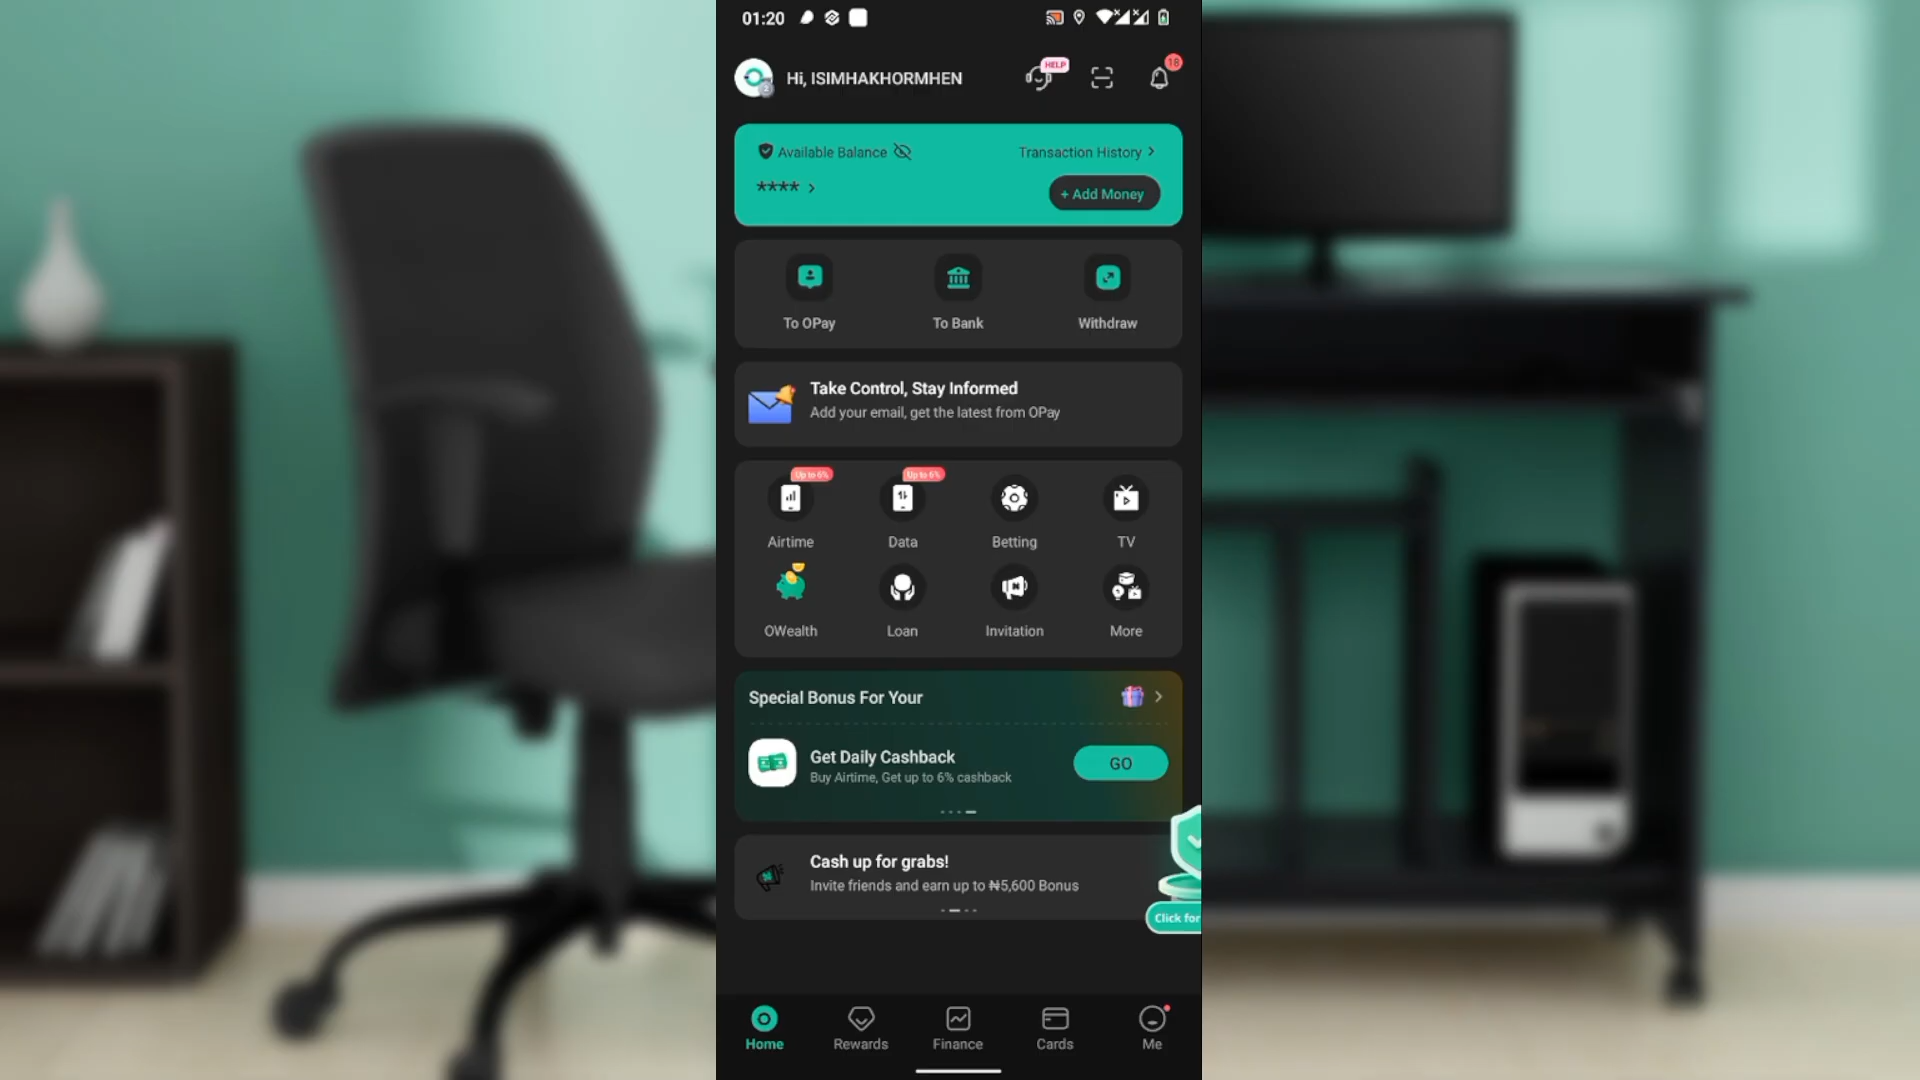 01:20
Hi, ISIMHAKHORMHEN
HELP
18
Available Balance
Transaction History
****
+ Add Money
To OPay
To Bank
Withdraw
Take Control, Stay Informed
Add your email, get the latest from OPay
Up to 6%
Up to 6%
Airtime
Data
Betting
TV
OWealth
Loan
Invitation
More
Special Bonus For Your
Get Daily Cashback
Buy Airtime, Get up to 6% cashback
GO
Cash up for grabs!
Invite friends and earn up to ₦5,600 Bonus
Click for
Home
Rewards
Finance
Cards
Me